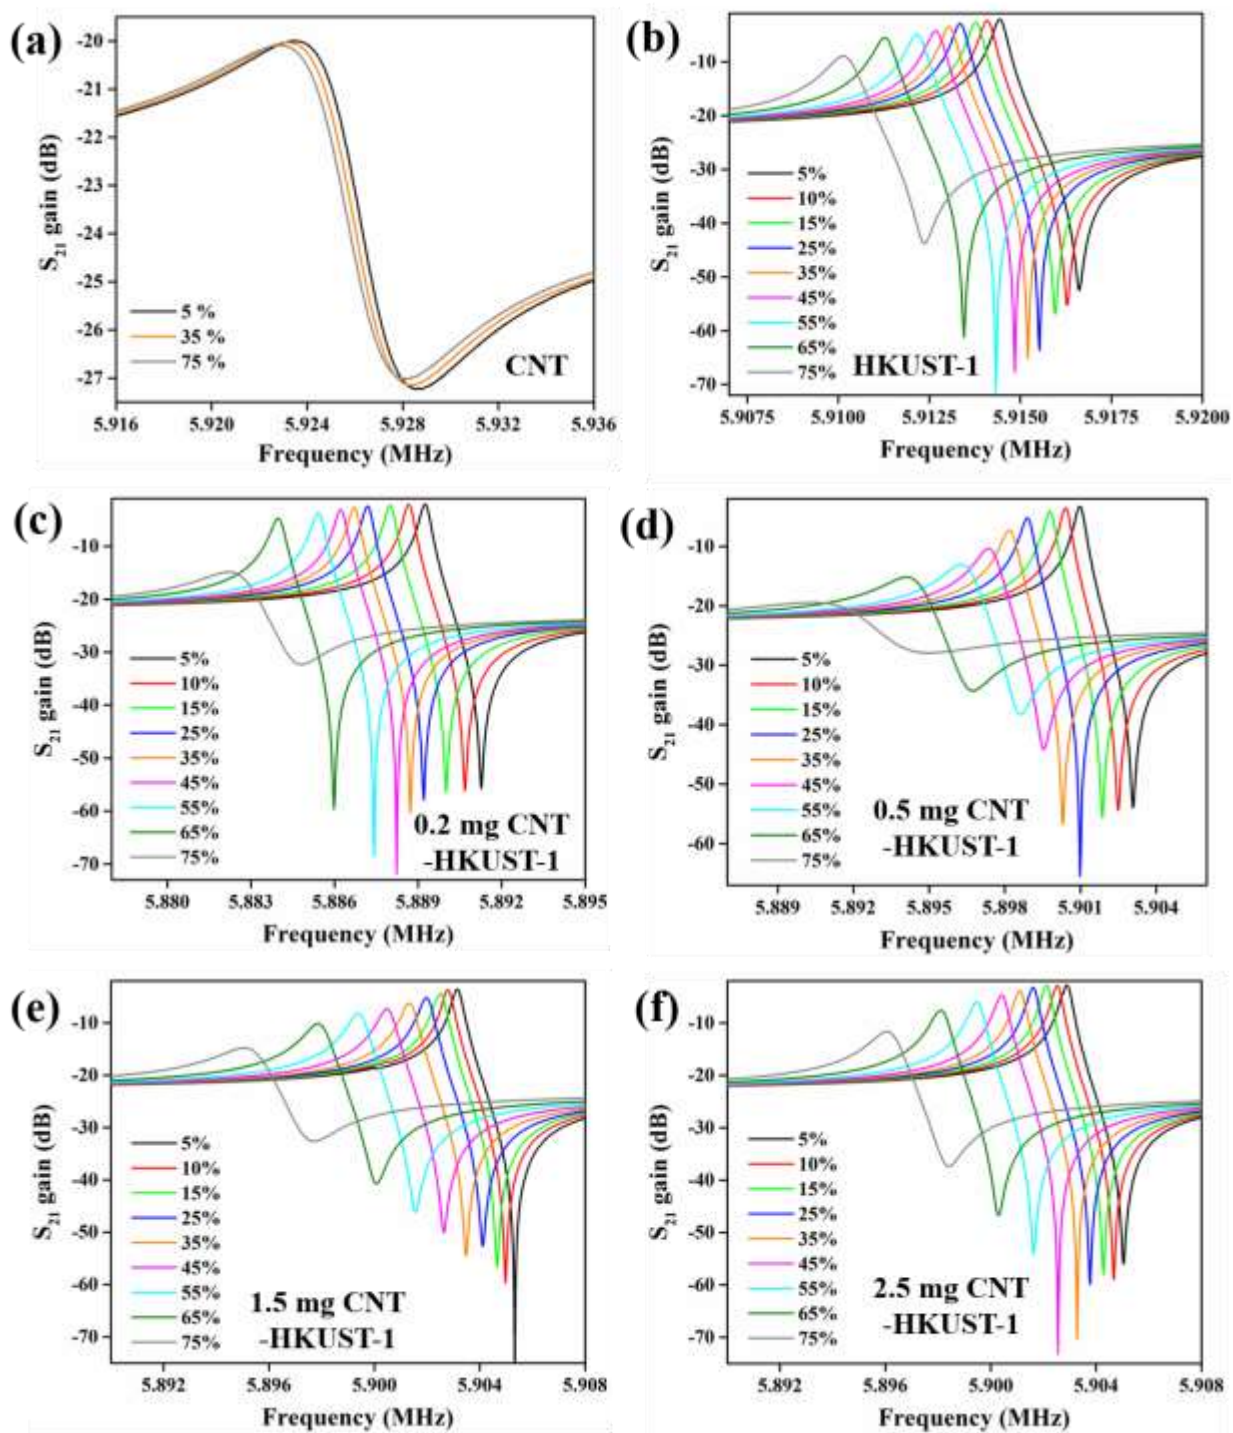 (a)
-20
-21
-22
-23
-24
-25
-26
-27
S21 gain (dB)
5 %
35 %
75 %
CNT
5.916 5.920 5.924 5.928 5.932 5.936
Frequency (MHz)
(b)
-10
-20
-30
-40
-50
-60
-70
S21 gain (dB)
5%
10%
15%
25%
35%
45%
55%
65%
75%
HKUST-1
5.9075 5.9100 5.9125 5.9150 5.9175 5.9200
Frequency (MHz)
(c)
-10
-20
-30
-40
-50
-60
-70
S21 gain (dB)
5%
10%
15%
25%
35%
45%
55%
65%
75%
0.2 mg CNT
-HKUST-1
5.880 5.883 5.886 5.889 5.892 5.895
Frequency (MHz)
(d)
-10
-20
-30
-40
-50
-60
S21 gain (dB)
5%
10%
15%
25%
35%
45%
55%
65%
75%
0.5 mg CNT
-HKUST-1
5.889 5.892 5.895 5.898 5.901 5.904
Frequency (MHz)
(e)
-10
-20
-30
-40
-50
-60
-70
S21 gain (dB)
5%
10%
15%
25%
35%
45%
55%
65%
75%
1.5 mg CNT
-HKUST-1
5.892 5.896 5.900 5.904 5.908
Frequency (MHz)
(f)
-10
-20
-30
-40
-50
-60
-70
S21 gain (dB)
5%
10%
15%
25%
35%
45%
55%
65%
75%
2.5 mg CNT
-HKUST-1
5.892 5.896 5.900 5.904 5.908
Frequency (MHz)